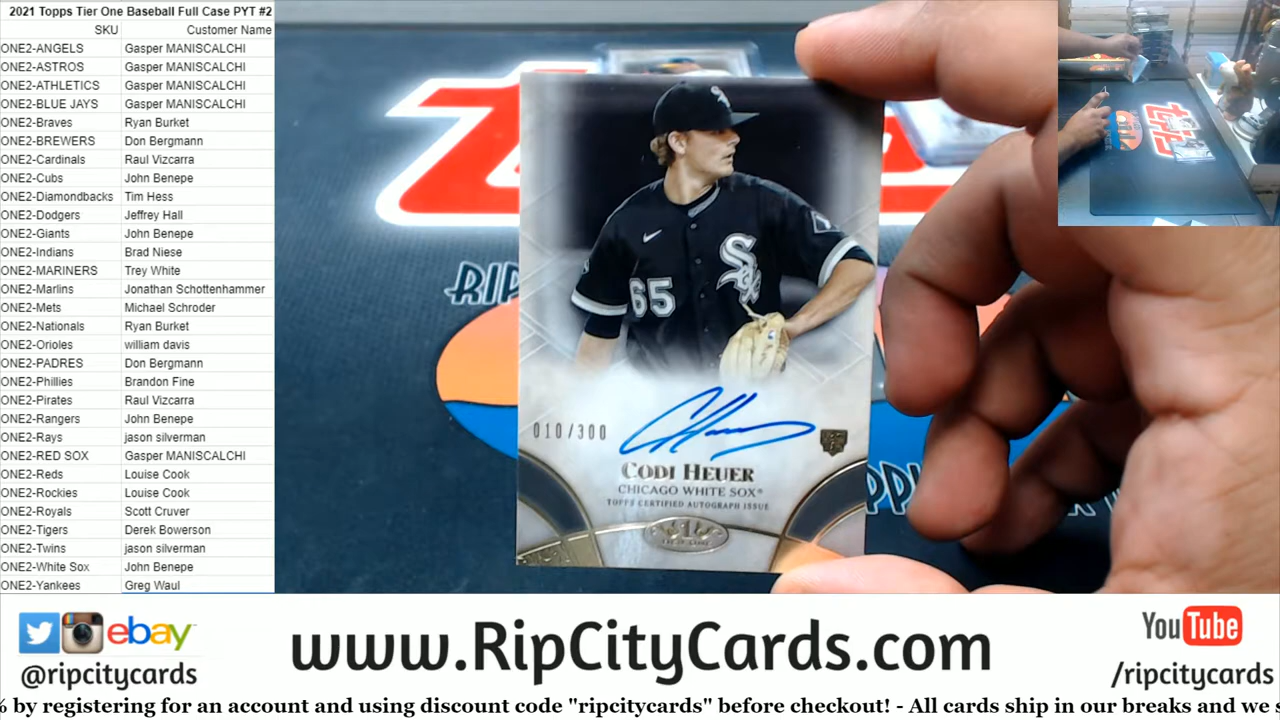 2021 Topps Tier One Baseball Full Case PYT #2
SKU Customer Name
ONE2-ANGELS Gasper MANISCALCHI
ONE2-ASTROS Gasper MANISCALCHI
ONE2-ATHLETICS Gasper MANISCALCHI
ONE2-BLUE JAYS Gasper MANISCALCHI
ONE2-Braves Ryan Burket
ONE2-BREWERS Don Bergmann
ONE2-Cardinals Raul Vizcarra
ONE2-Cubs John Benepe
ONE2-Diamondbacks Tim Hess
ONE2-Dodgers Jeffrey Hall
ONE2-Giants John Benepe
ONE2-Indians Brad Niese
ONE2-MARINERS Trey White
ONE2-Marlins Jonathan Schottenhammer
ONE2-Mets Michael Schroder
ONE2-Nationals Ryan Burket
ONE2-Orioles william davis
ONE2-PADRES Don Bergmann
ONE2-Phillies Brandon Fine
ONE2-Pirates Raul Vizcarra
ONE2-Rangers John Benepe
ONE2-Rays jason silverman
ONE2-RED SOX Gasper MANISCALCHI
ONE2-Reds Louise Cook
ONE2-Rockies Louise Cook
ONE2-Royals Scott Cruver
ONE2-Tigers Derek Bowerson
ONE2-Twins jason silverman
ONE2-White Sox John Benepe
ONE2-Yankees Greg Waul
Sox
65
010/300
CODI HEUER
CHICAGO WHITE SOX®
TOPPS CERTIFIED AUTOGRAPH ISSUE
RIP
ebay
@ripcitycards
www.RipCityCards.com
YouTube
/ripcitycards
% by registering for an account and using discount code "ripcitycards" before checkout! - All cards ship in our breaks and we s